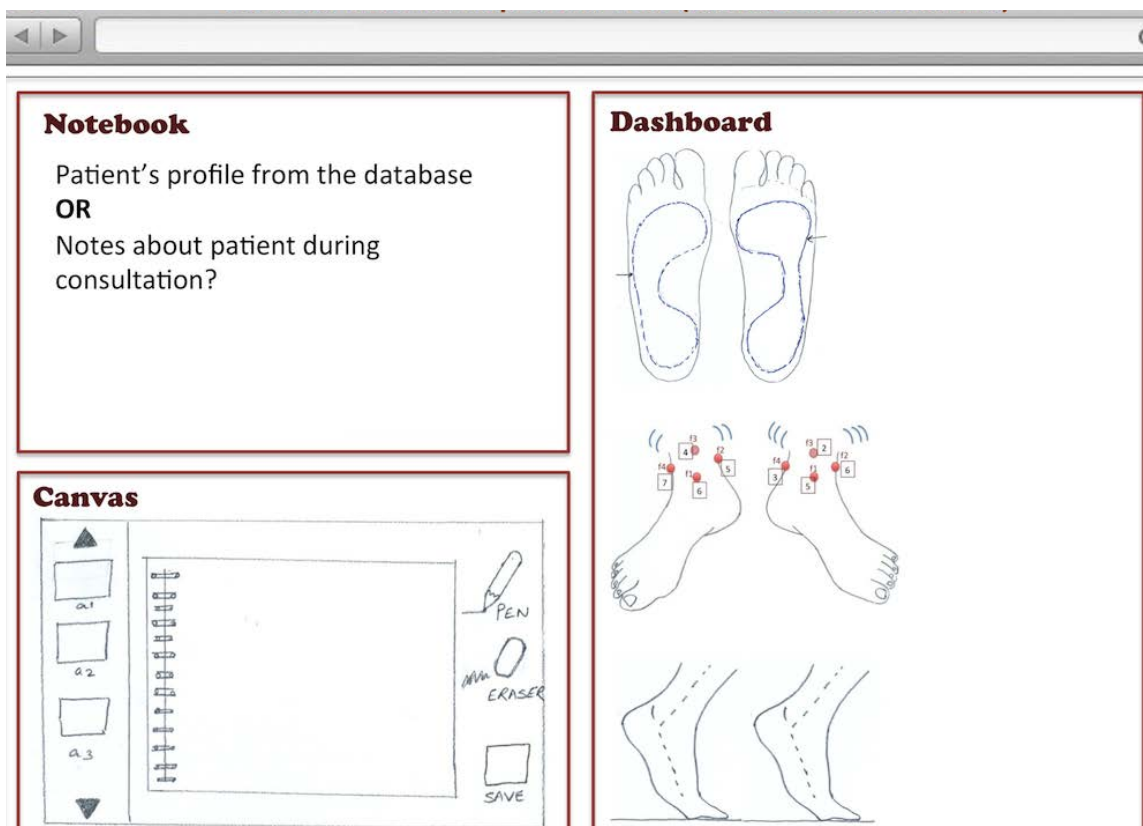 Notebook
Patient's profile from the database
OR
Notes about patient during
consultation?
Canvas
a1
a2
a3
PEN
ERASER
SAVE
Dashboard
f3
4
f2
5
f4
7
f1
6
f3
2
f4
3
f2
6
f1
5